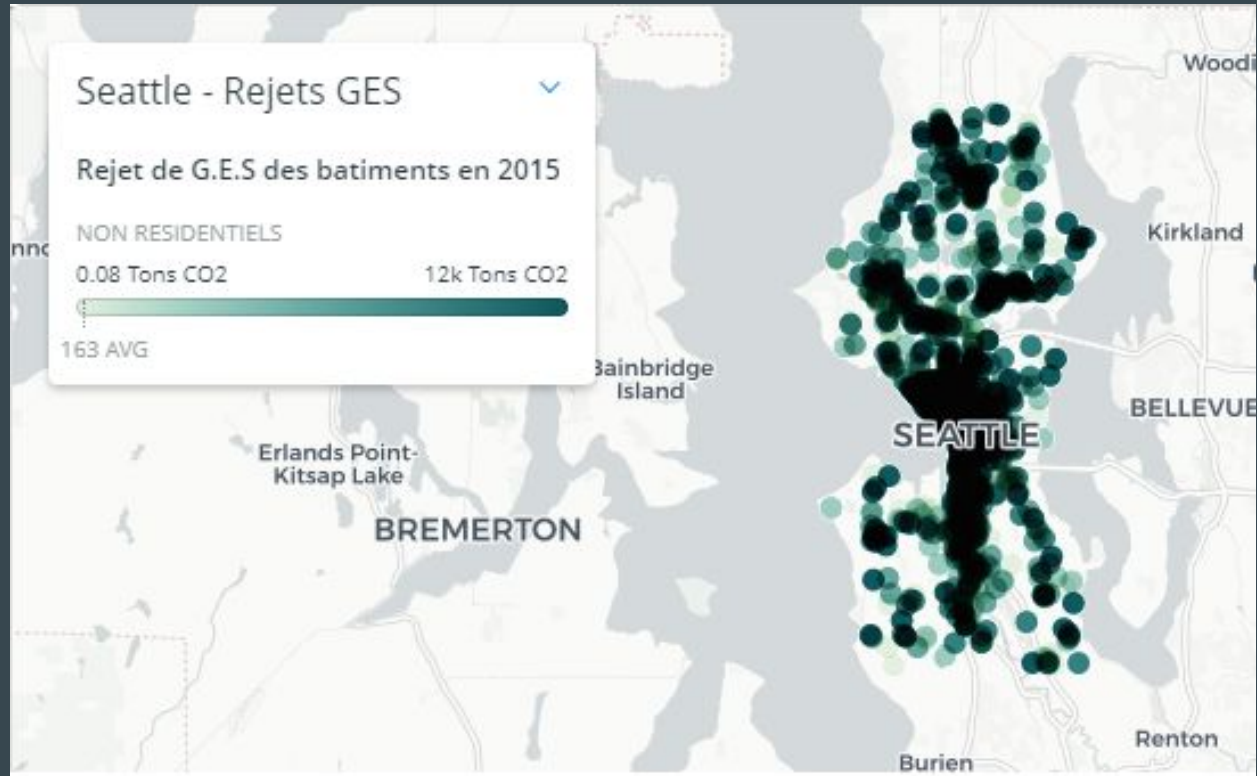 Seattle - Rejets GES
Rejet de G.E.S des batiments en 2015
NON RESIDENTIELS
0.08 Tons CO2
12k Tons CO2
163 AVG
Woodi
Kirkland
Bainbridge
Island
BELLEVUE
SEATTLE
Erlands Point-
Kitsap Lake
BREMERTON
Renton
Burien